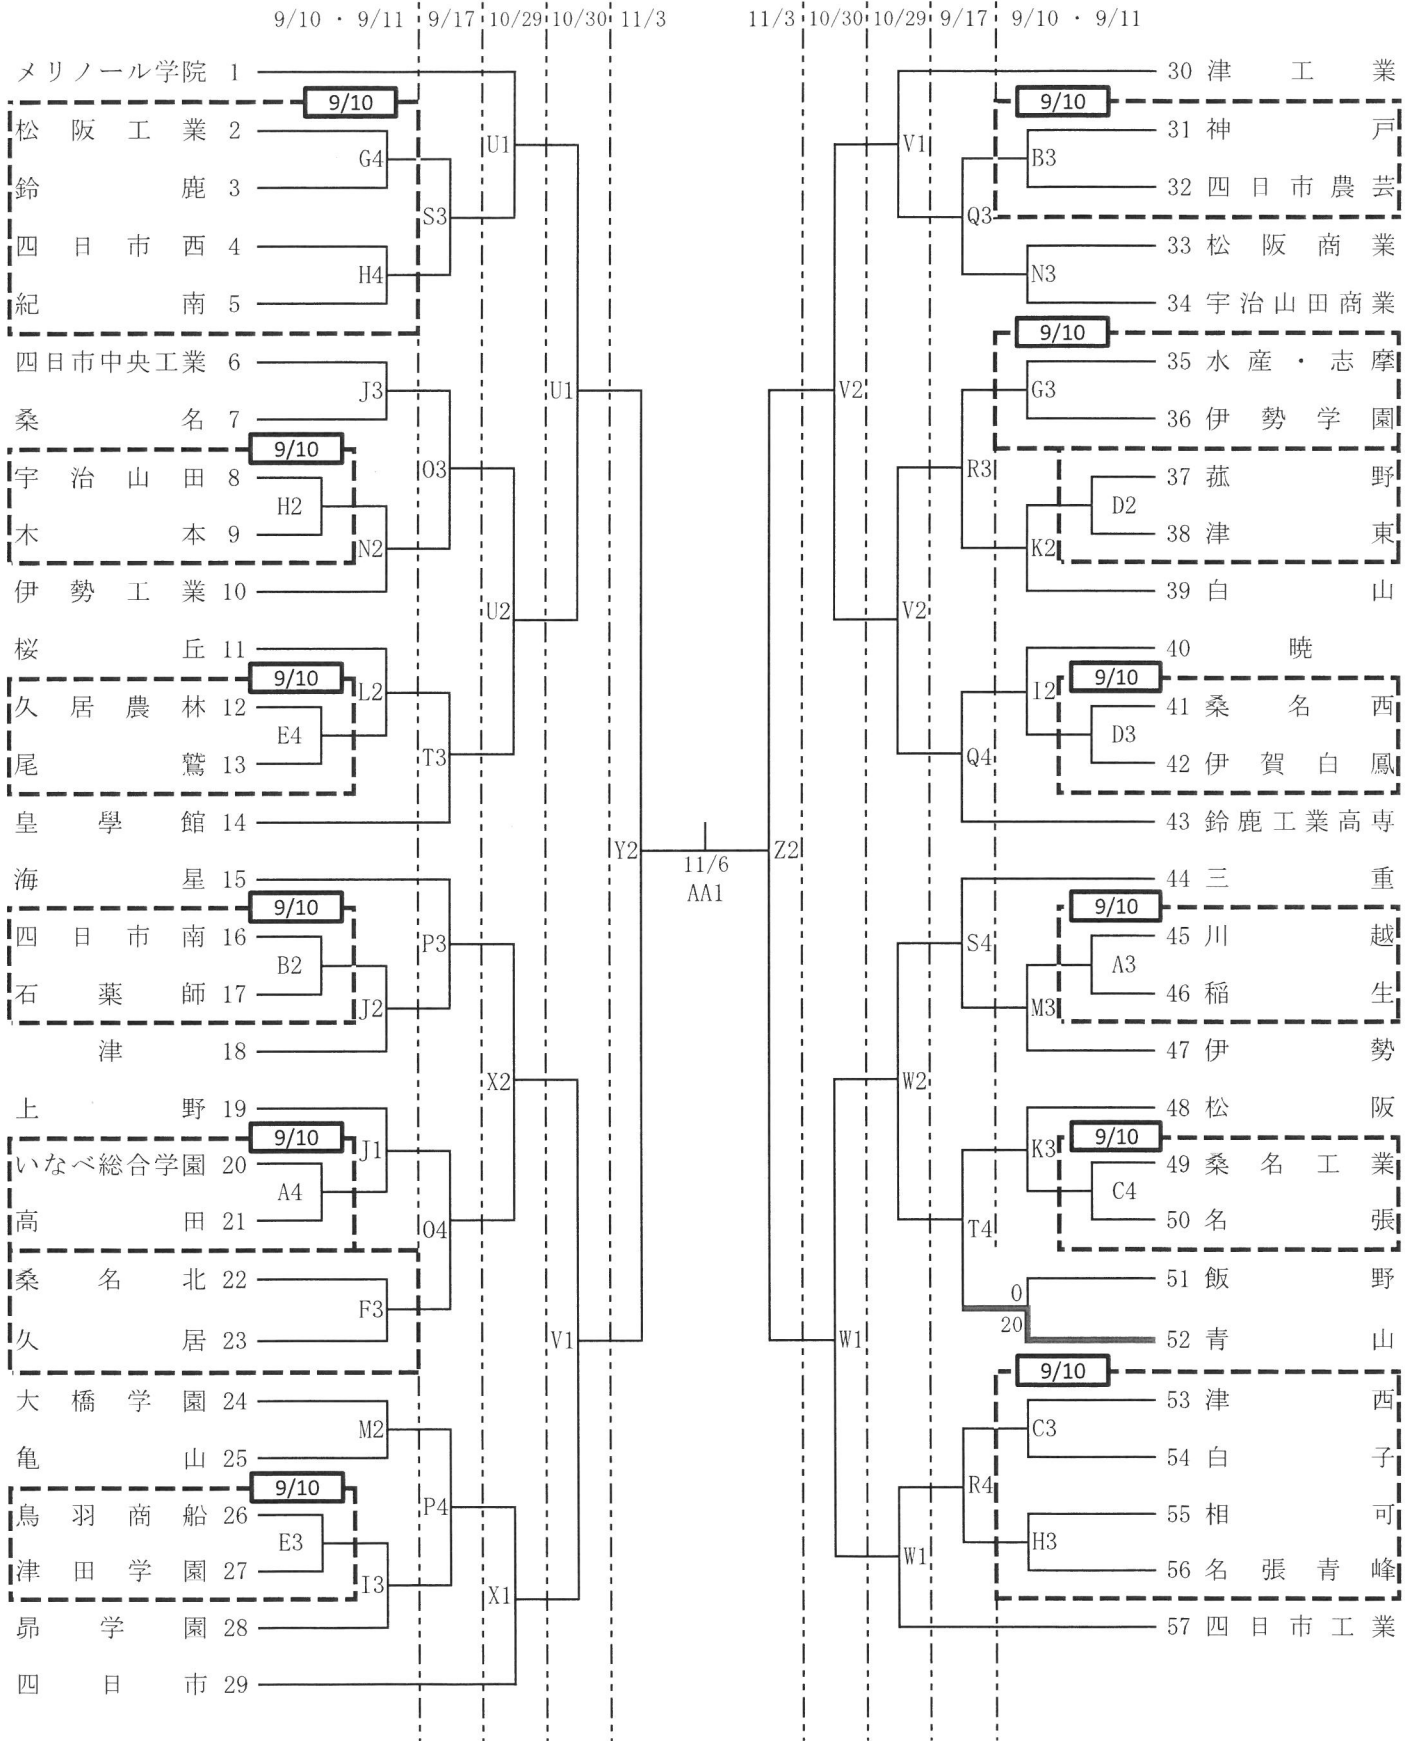 9/10 ・ 9/11 9/17 10/29 10/30 11/3
11/3 10/30 10/29 9/17 9/10 ・ 9/11
メリノール学院 1
9/10
松阪工業 2
G4
鈴鹿 3
S3
U1
四日市西 4
H4
紀南 5
四日市中央工業 6
J3
U1
桑名 7
9/10
O3
宇治山田 8
H2
木本 9
N2
伊勢工業 10
U2
桜丘 11
9/10
L2
久居農林 12
E4
尾鷲 13
T3
皇學館 14
Y2
海星 15
9/10
四日市南 16
P3
B2
石薬師 17
J2
津 18
X2
上野 19
9/10
J1
いなべ総合学園 20
A4
高田 21
O4
桑名北 22
F3
久居 23
V1
大橋学園 24
M2
亀山 25
9/10
P4
鳥羽商船 26
E3
津田学園 27
I3
X1
昴学園 28
四日市 29
11/6
AA1
30 津工業
9/10
31 神戸
V1
B3
32 四日市農芸
Q3
33 松阪商業
N3
34 宇治山田商業
9/10
35 水産・志摩
V2
G3
36 伊勢学園
R3
37 菰野
D2
38 津東
K2
39 白山
V2
40 暁
9/10
I2
41 桑名西
D3
42 伊賀白鳳
Q4
43 鈴鹿工業高専
Z2
44 三重
9/10
45 川越
S4
A3
46 稲生
M3
47 伊勢
W2
48 松阪
9/10
K3
49 桑名工業
C4
50 名張
T4
51 飯野
0
20
52 青山
W1
9/10
53 津西
C3
54 白子
R4
55 相可
H3
56 名張青峰
W1
57 四日市工業